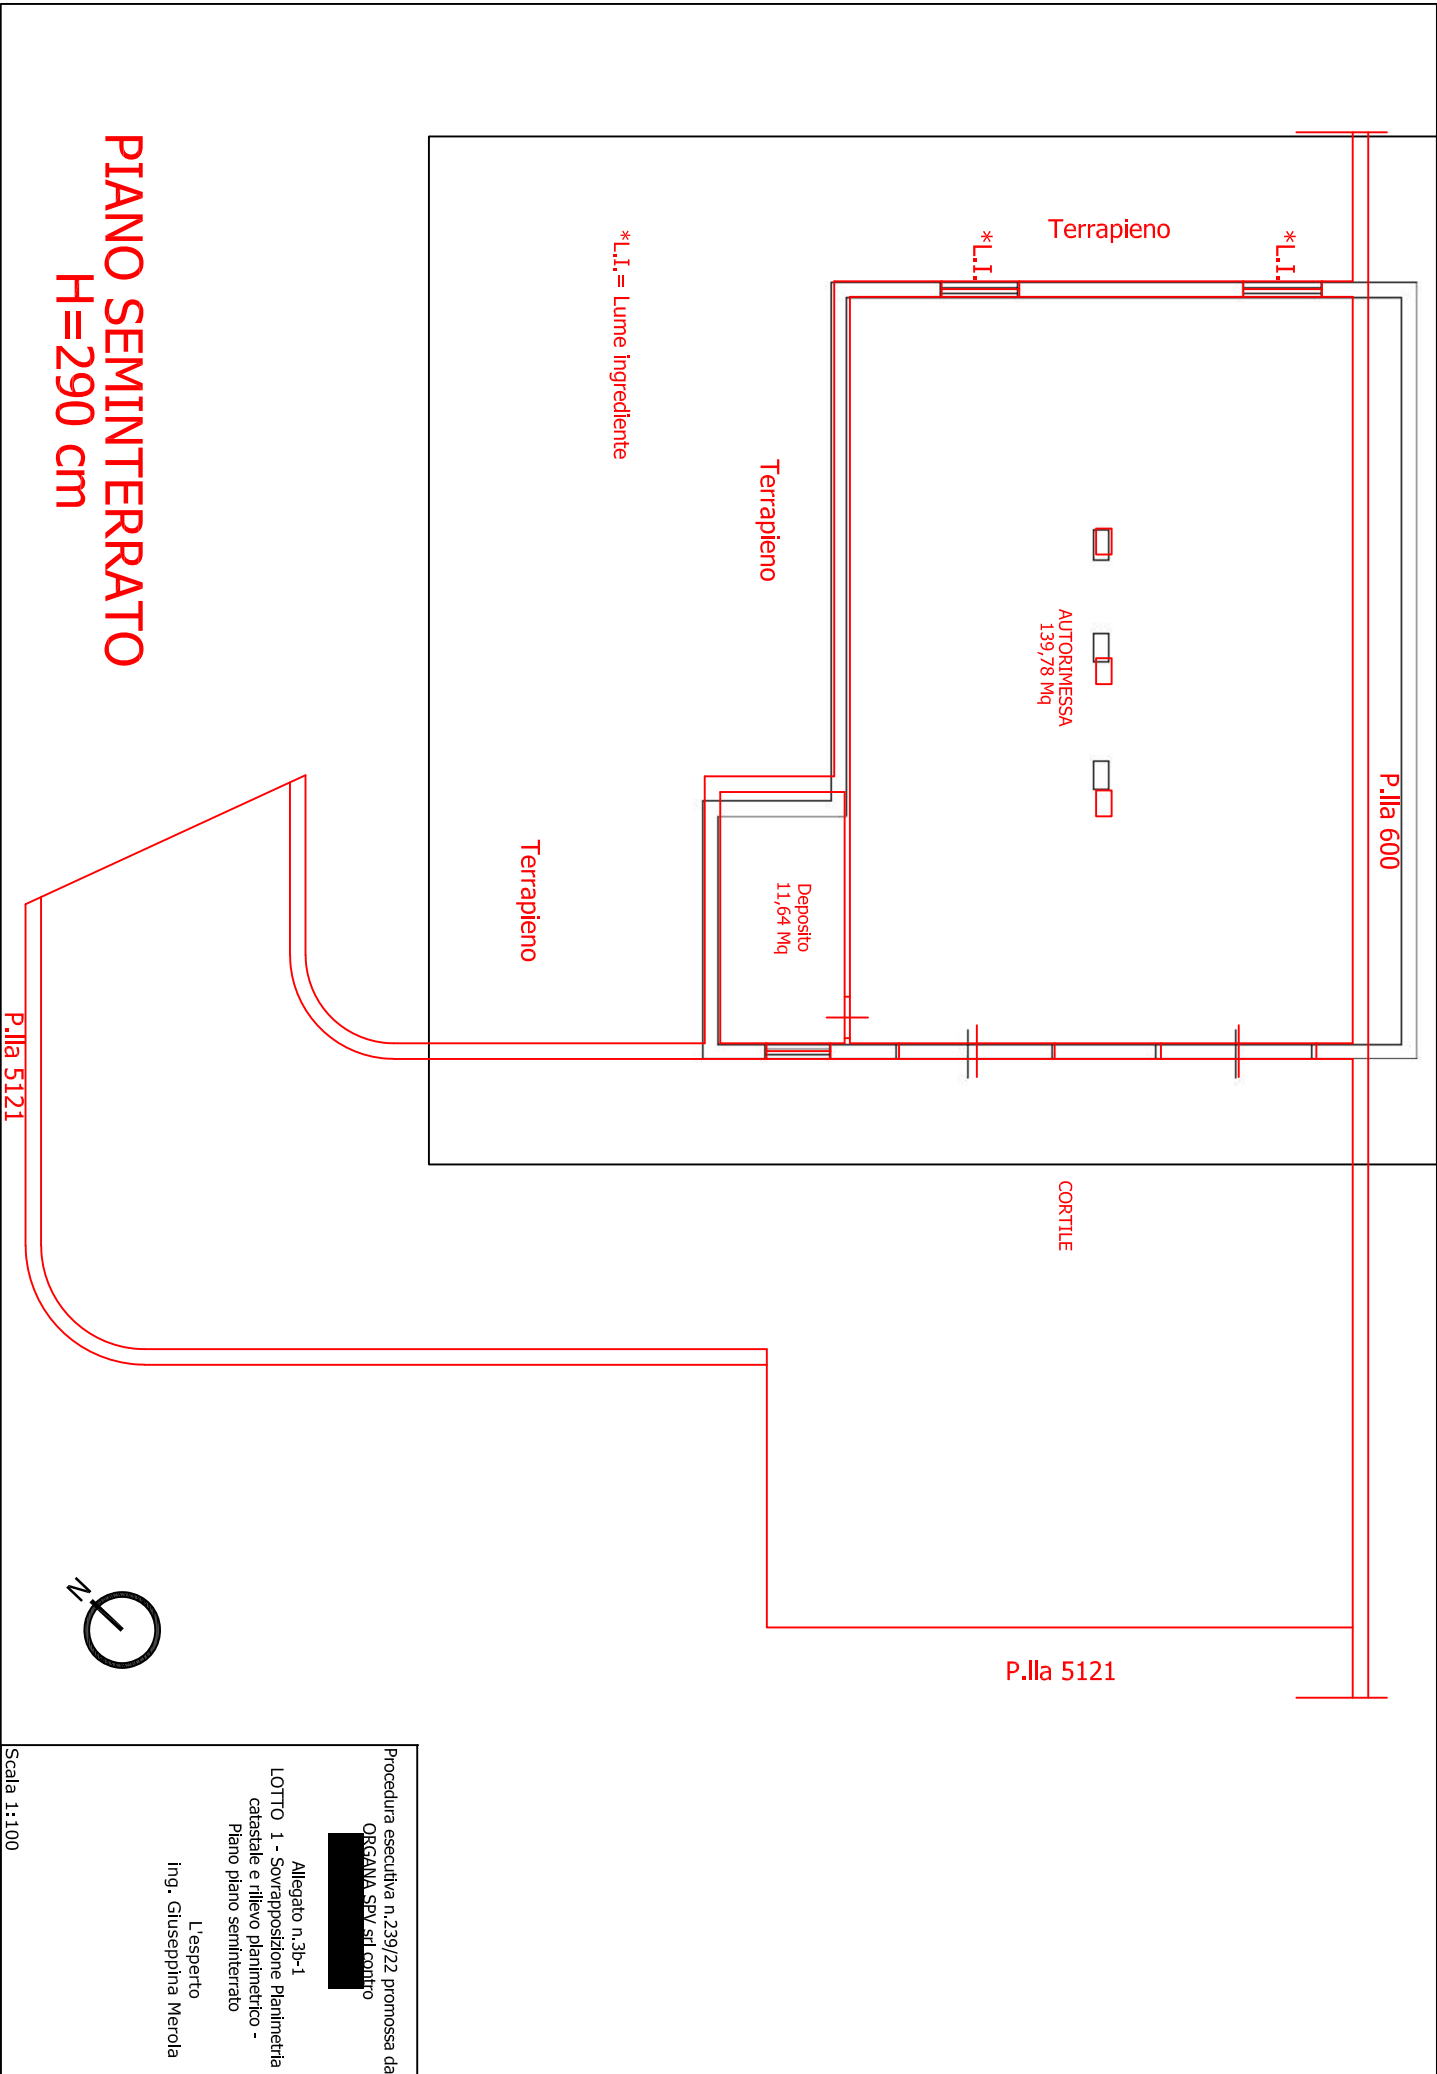 P.lla 600
Terrapieno
*L.I.
*L.I.
AUTORIMESSA
139,78 Mq
CORTILE
P.lla 5121
Deposito
11,64 Mq
Terrapieno
*L.I.= Lume ingrediente
Terrapieno
PIANO SEMINTERRATO
H=290 cm
P.lla 5121
N
Procedura esecutiva n.239/22 promossa da
ORGANA SPV srl contro
Allegato n.3b-1
LOTTO 1 - Sovrapposizione Planimetria
catastale e rilievo planimetrico -
Piano piano seminterrato
L'esperto
ing. Giuseppina Merola
Scala 1:100